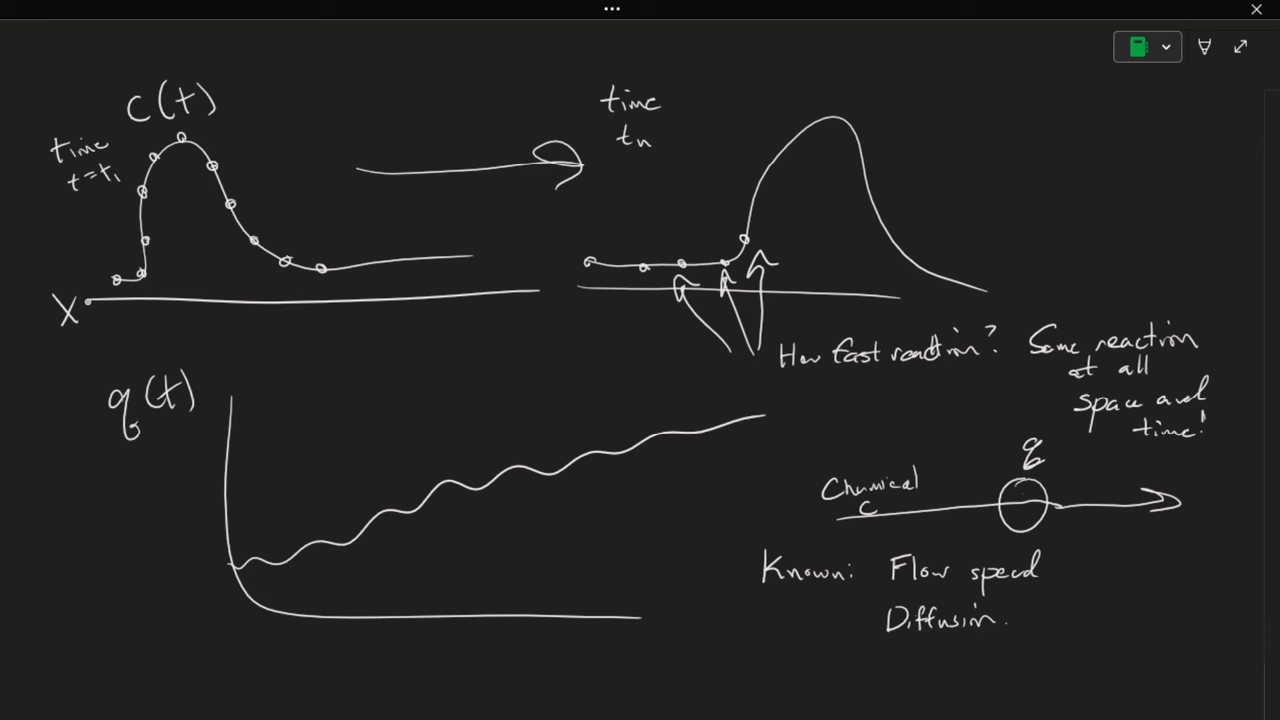 C(t)
time
t=t₁
time
tn
X
How fast reaction? Same reaction
at all
space and
time!
q(t)
q
Chemical
C
Known: Flow speed
Diffusion.